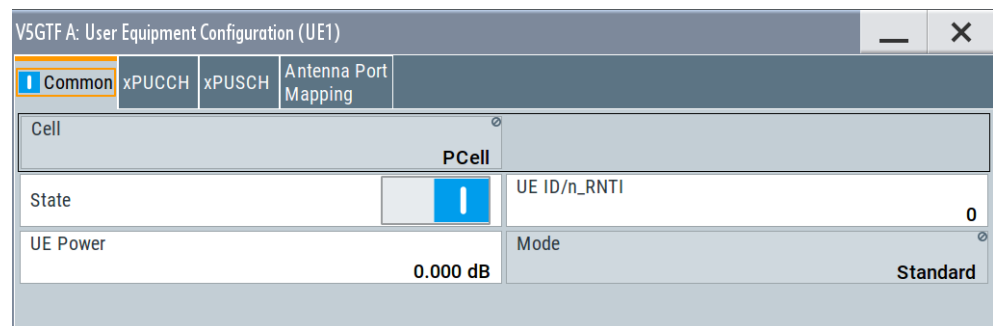 V5GTF A: User Equipment Configuration (UE1)
Common
xPUCCH
xPUSCH
Antenna Port
Mapping
Cell
PCell
State
UE ID/n_RNTI
0
UE Power
0.000 dB
Mode
Standard